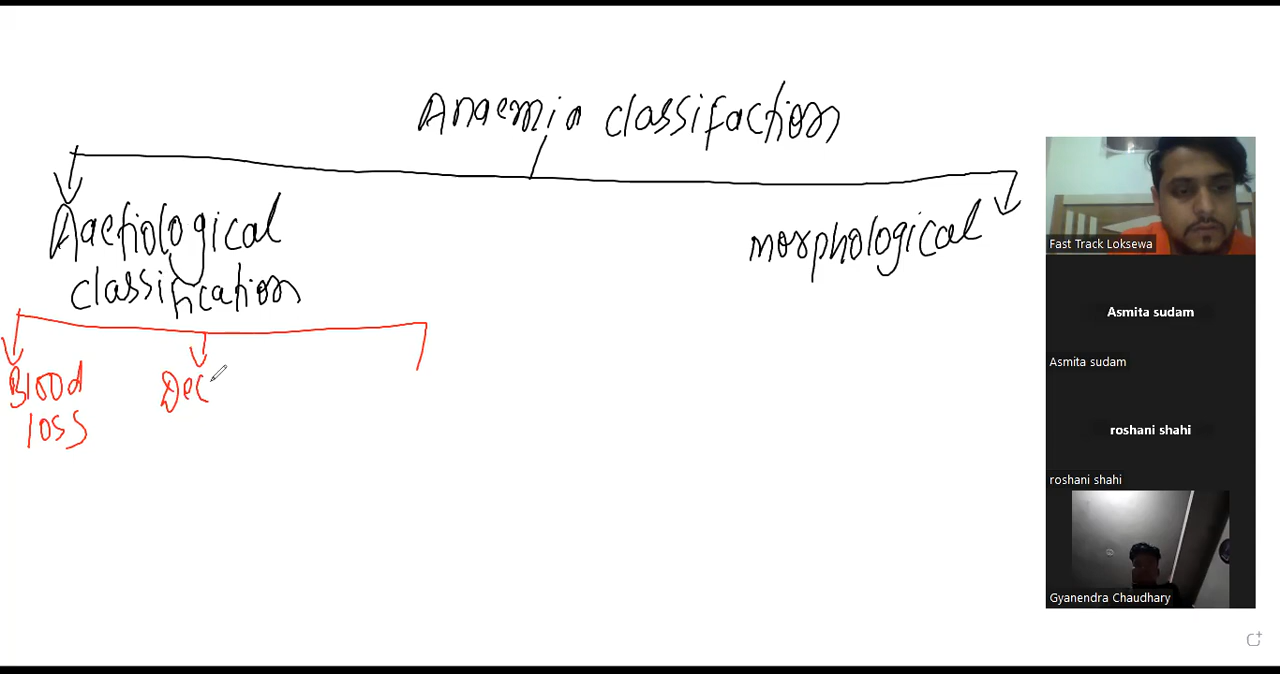 Anaemia classifaction
Aaetiological
classification
morphological
Blood
loss
Dec
Fast Track Loksewa
Asmita sudam
Asmita sudam
roshani shahi
roshani shahi
Gyanendra Chaudhary